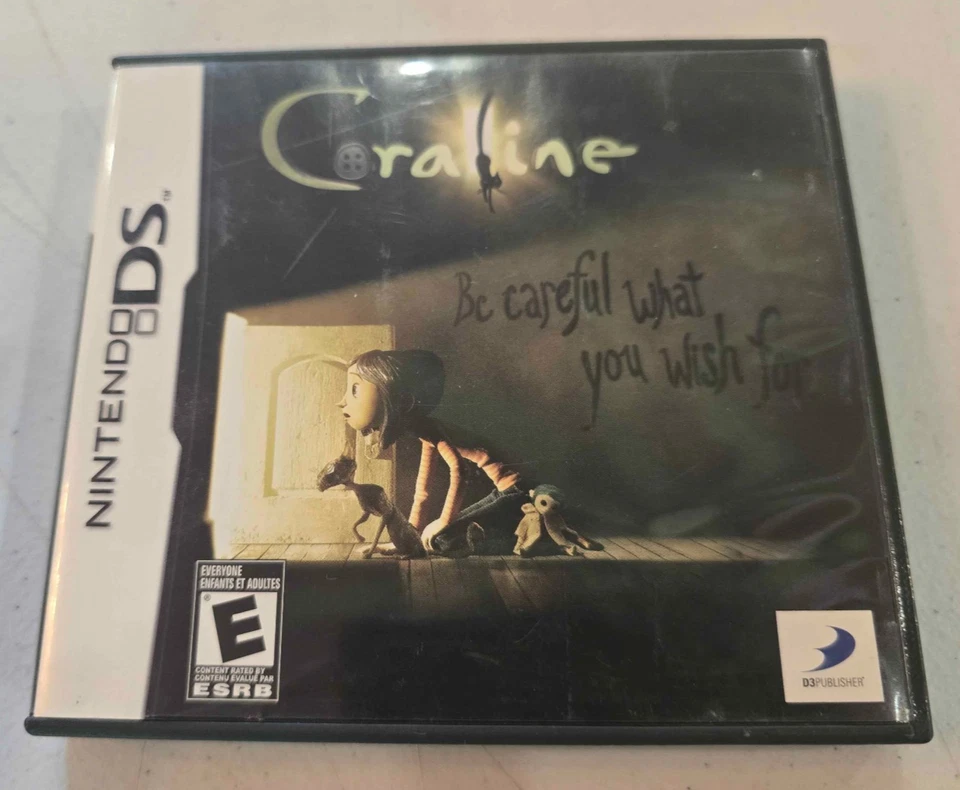 Coraline
Be careful what
you wish for
NINTENDO DS™
EVERYONE
ENFANTS ET ADULTES
E
®
CONTENT RATED BY
CONTENU ÉVALUÉ PAR
ESRB
D3PUBLISHER